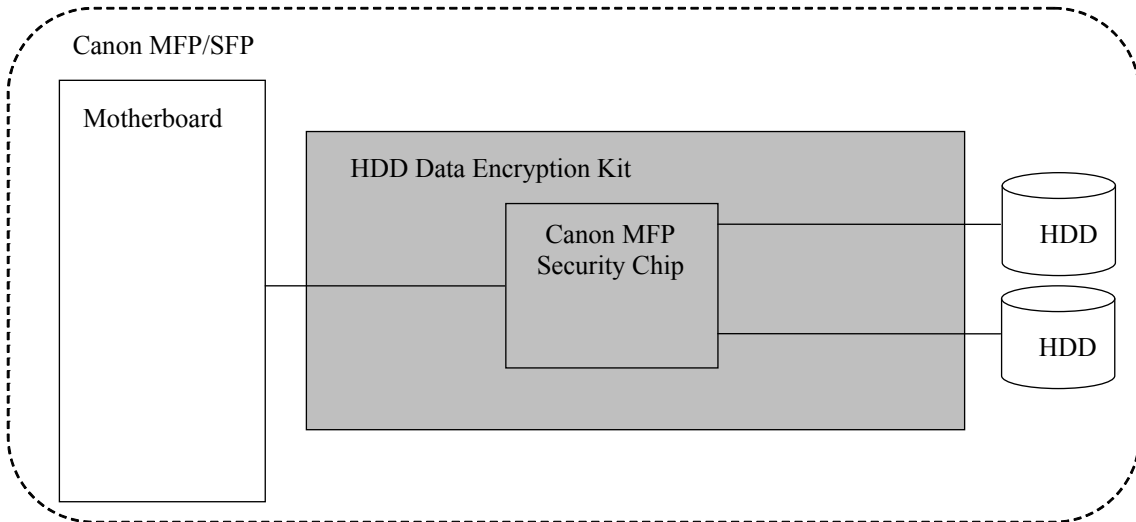 Canon MFP/SFP
Motherboard
HDD Data Encryption Kit
Canon MFP
Security Chip
HDD
HDD